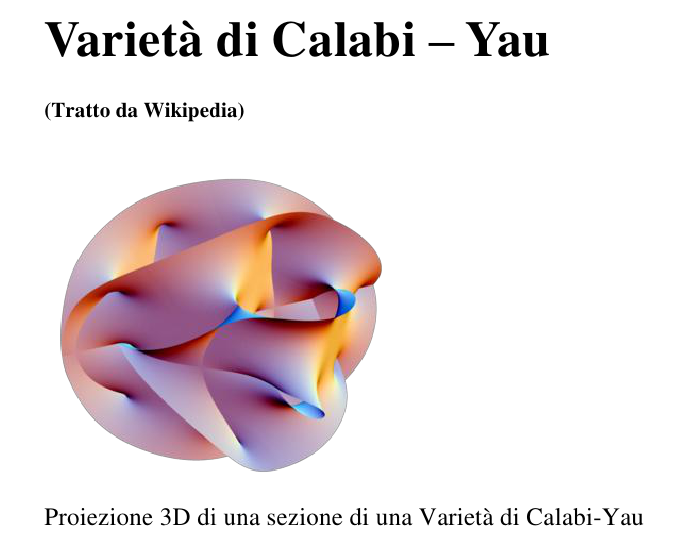 Varietà di Calabi – Yau
(Tratto da Wikipedia)
Proiezione 3D di una sezione di una Varietà di Calabi-Yau